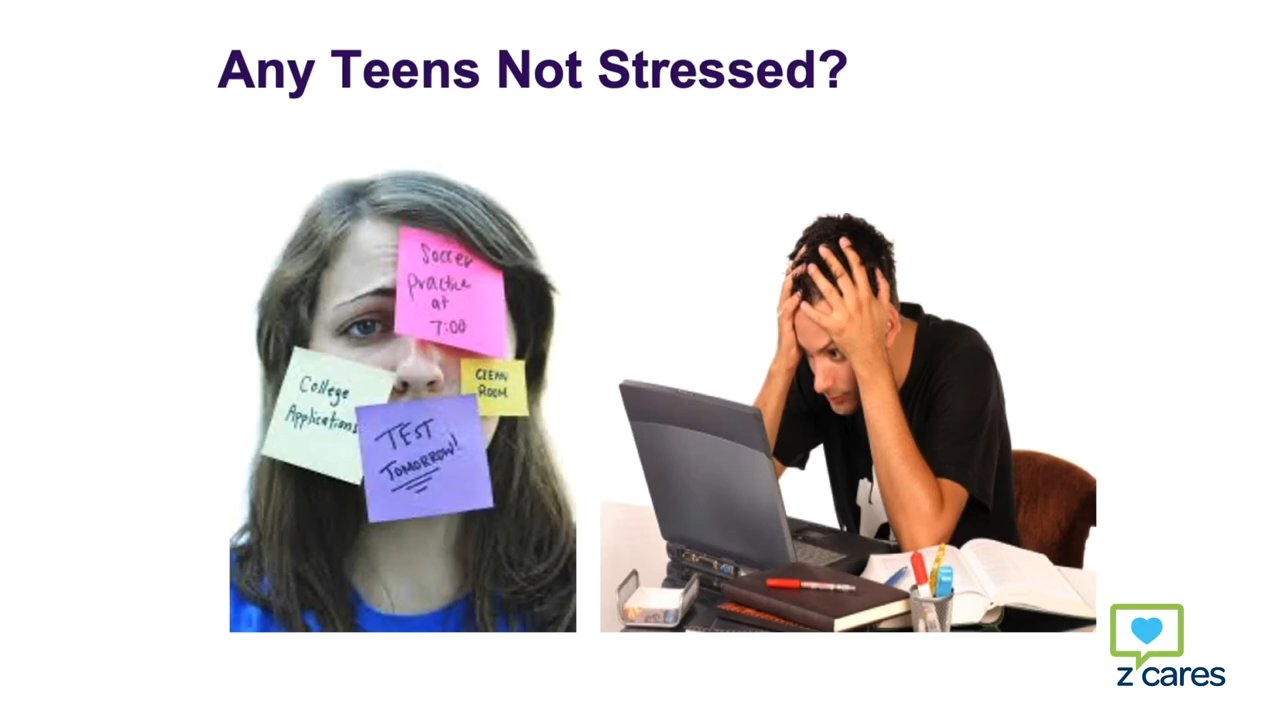 Any Teens Not Stressed?
Soccer
practice
at
7:00
College
Applications
CLEAN
ROOM
TEST
TOMORROW!
z cares